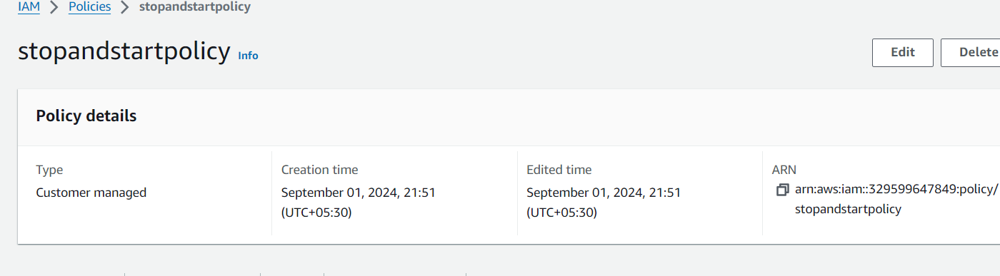 IAM > Policies > stopandstartpolicy
stopandstartpolicy Info
Edit
Delete
Policy details
Type
Customer managed
Creation time
September 01, 2024, 21:51
(UTC+05:30)
Edited time
September 01, 2024, 21:51
(UTC+05:30)
ARN
arn:aws:iam::329599647849:policy/
stopandstartpolicy